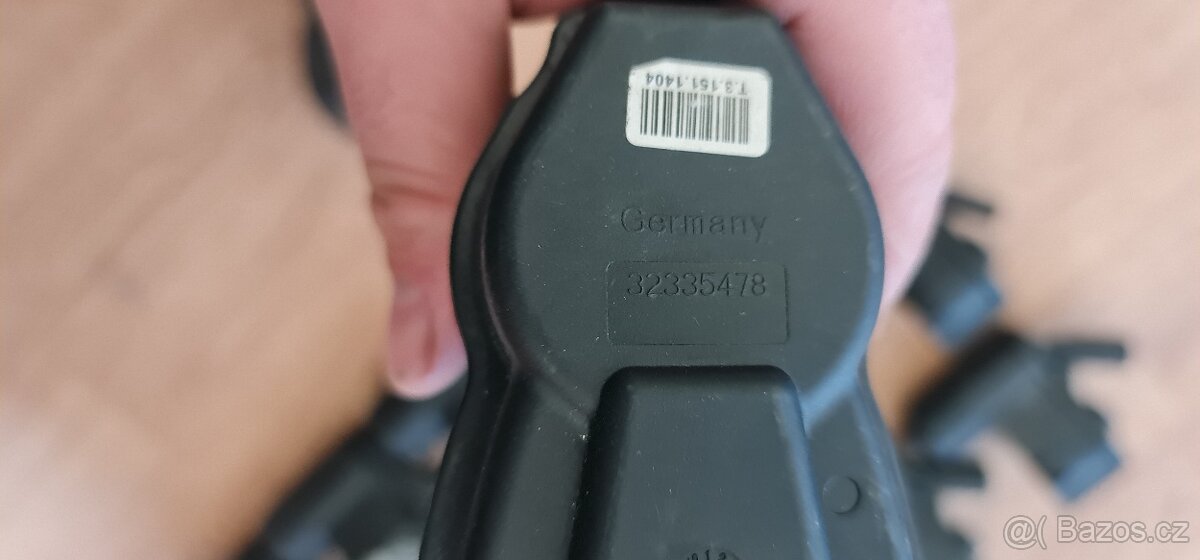 T.3.151.1404
Germany
32335478
@( Bazos.cz